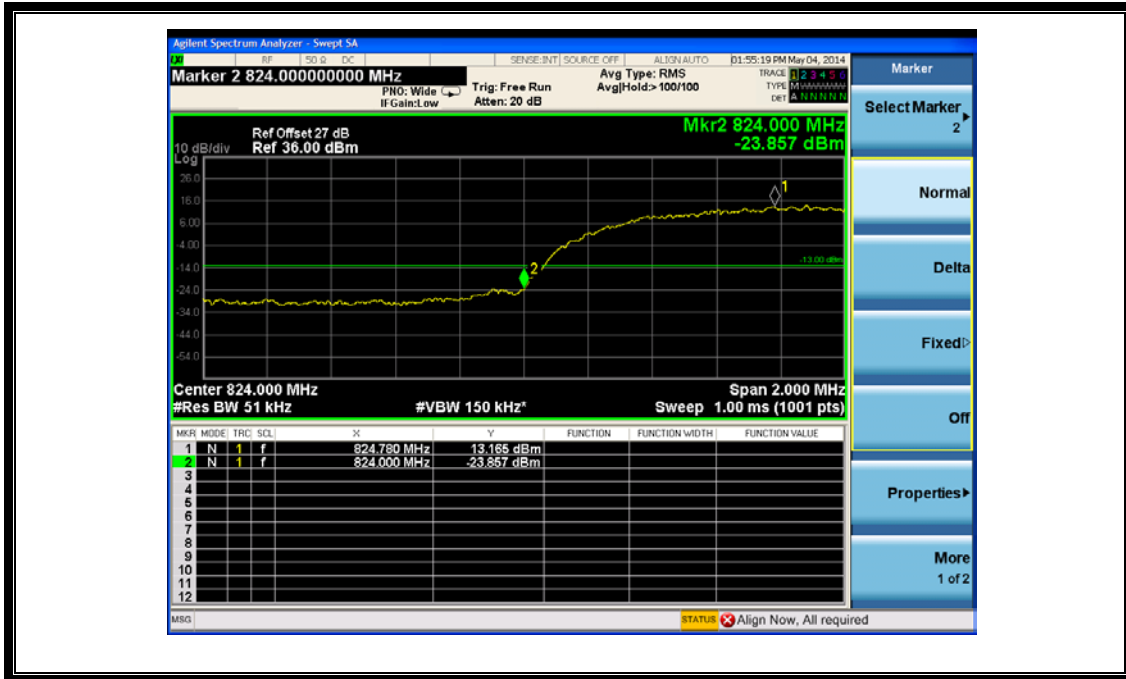 Agilent Spectrum Analyzer - Swept SA
RF 50 Ω DC SENSE:INT SOURCE OFF ALIGN AUTO 01:55:19 PM May 04, 2014
Marker 2 824.000000000 MHz
PNO: Wide
IFGain:Low
Trig: Free Run
Atten: 20 dB
Avg Type: RMS
Avg|Hold:> 100/100
TRACE 1 2 3 4 5 6
TYPE M
DET A N N N N N
Mkr2 824.000 MHz
-23.857 dBm
Ref Offset 27 dB
10 dB/div Ref 36.00 dBm
Log
26.0
16.0
6.00
-4.00
-14.0
-24.0
-34.0
-44.0
-54.0
1
2
-13.00 dBm
Center 824.000 MHz Span 2.000 MHz
#Res BW 51 kHz #VBW 150 kHz* Sweep 1.00 ms (1001 pts)
MKR MODE TRC SCL X Y FUNCTION FUNCTION WIDTH FUNCTION VALUE
1 N 1 f 824.780 MHz 13.165 dBm
2 N 1 f 824.000 MHz -23.857 dBm
3
4
5
6
7
8
9
10
11
12
MSG STATUS Align Now, All required
Marker
Select Marker
2
Normal
Delta
Fixed
Off
Properties
More
1 of 2